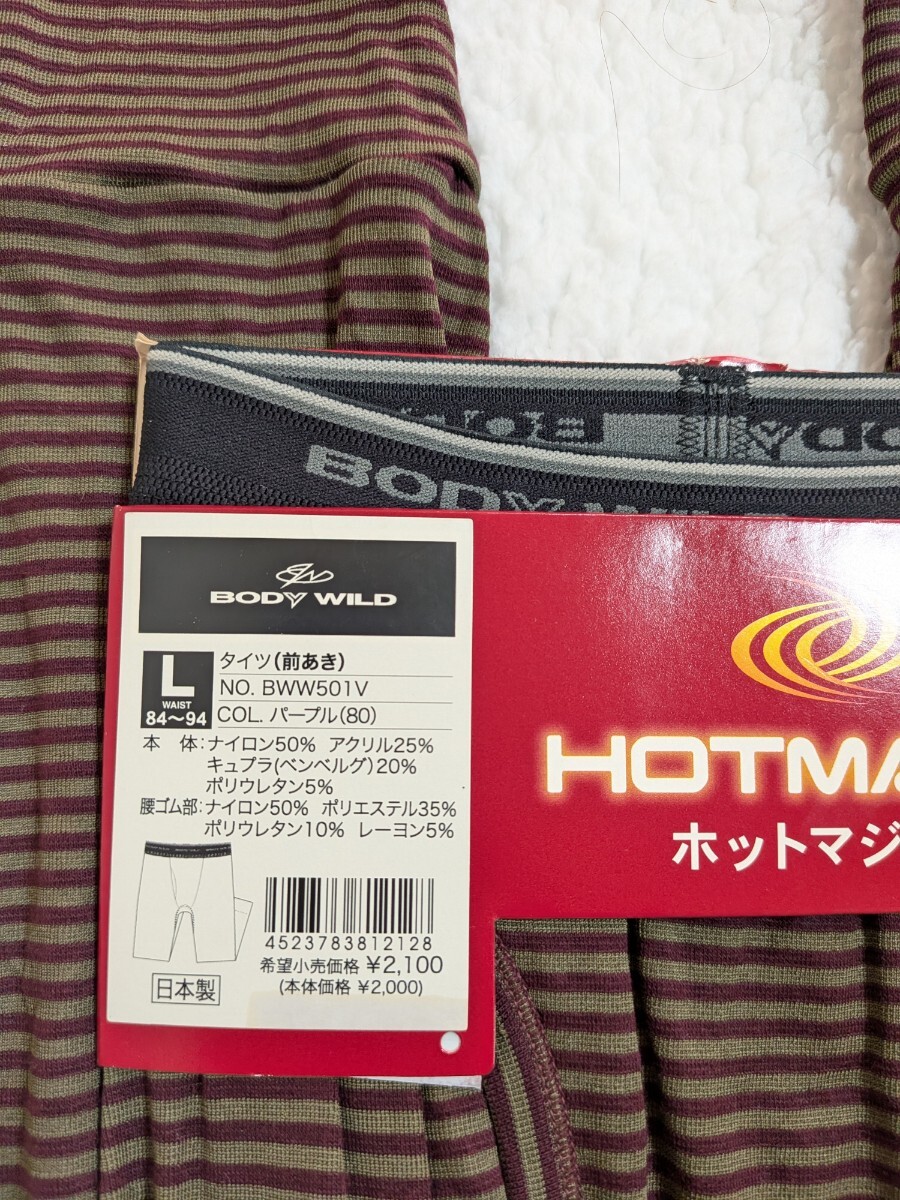 BODY
BODY WILD
L
WAIST
84〜94
タイツ(前あき)
NO. BWW501V
COL. パープル(80)
本 体:ナイロン50% アクリル25%
キュプラ(ベンベルグ)20%
ポリウレタン5%
腰ゴム部:ナイロン50% ポリエステル35%
ポリウレタン10% レーヨン5%
4523783812128
希望小売価格 ¥2,100
(本体価格 ¥2,000)
日本製
HOTMA
ホットマジ